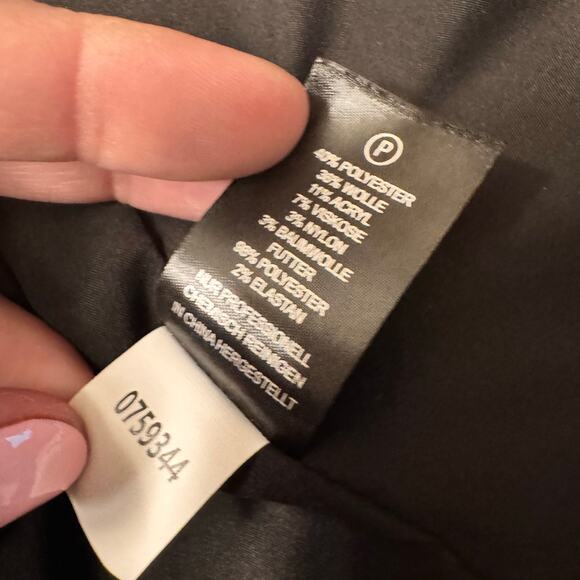 P
40% POLYESTER
36% WOLLE
11% ACRYL
7% VISKOSE
3% NYLON
3% BAUMWOLLE
FUTTER
98% POLYESTER
2% ELASTAN
NUR PROFESSIONELL
CHEMISCH REINIGEN
IN CHINA HERGESTELLT
0759344